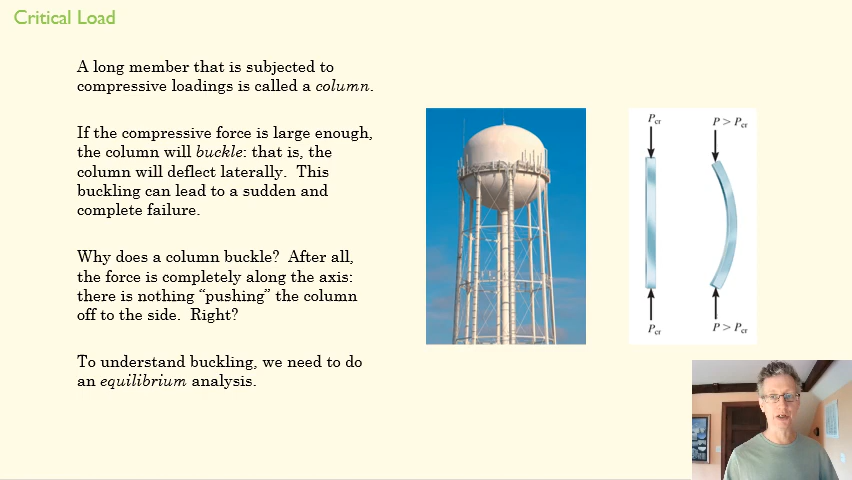 Critical Load
A long member that is subjected to
compressive loadings is called a column.
If the compressive force is large enough,
the column will buckle: that is, the
column will deflect laterally. This
buckling can lead to a sudden and
complete failure.
Why does a column buckle? After all,
the force is completely along the axis:
there is nothing “pushing” the column
off to the side. Right?
To understand buckling, we need to do
an equilibrium analysis.
Pcr
P > Pcr
Pcr
P > Pcr